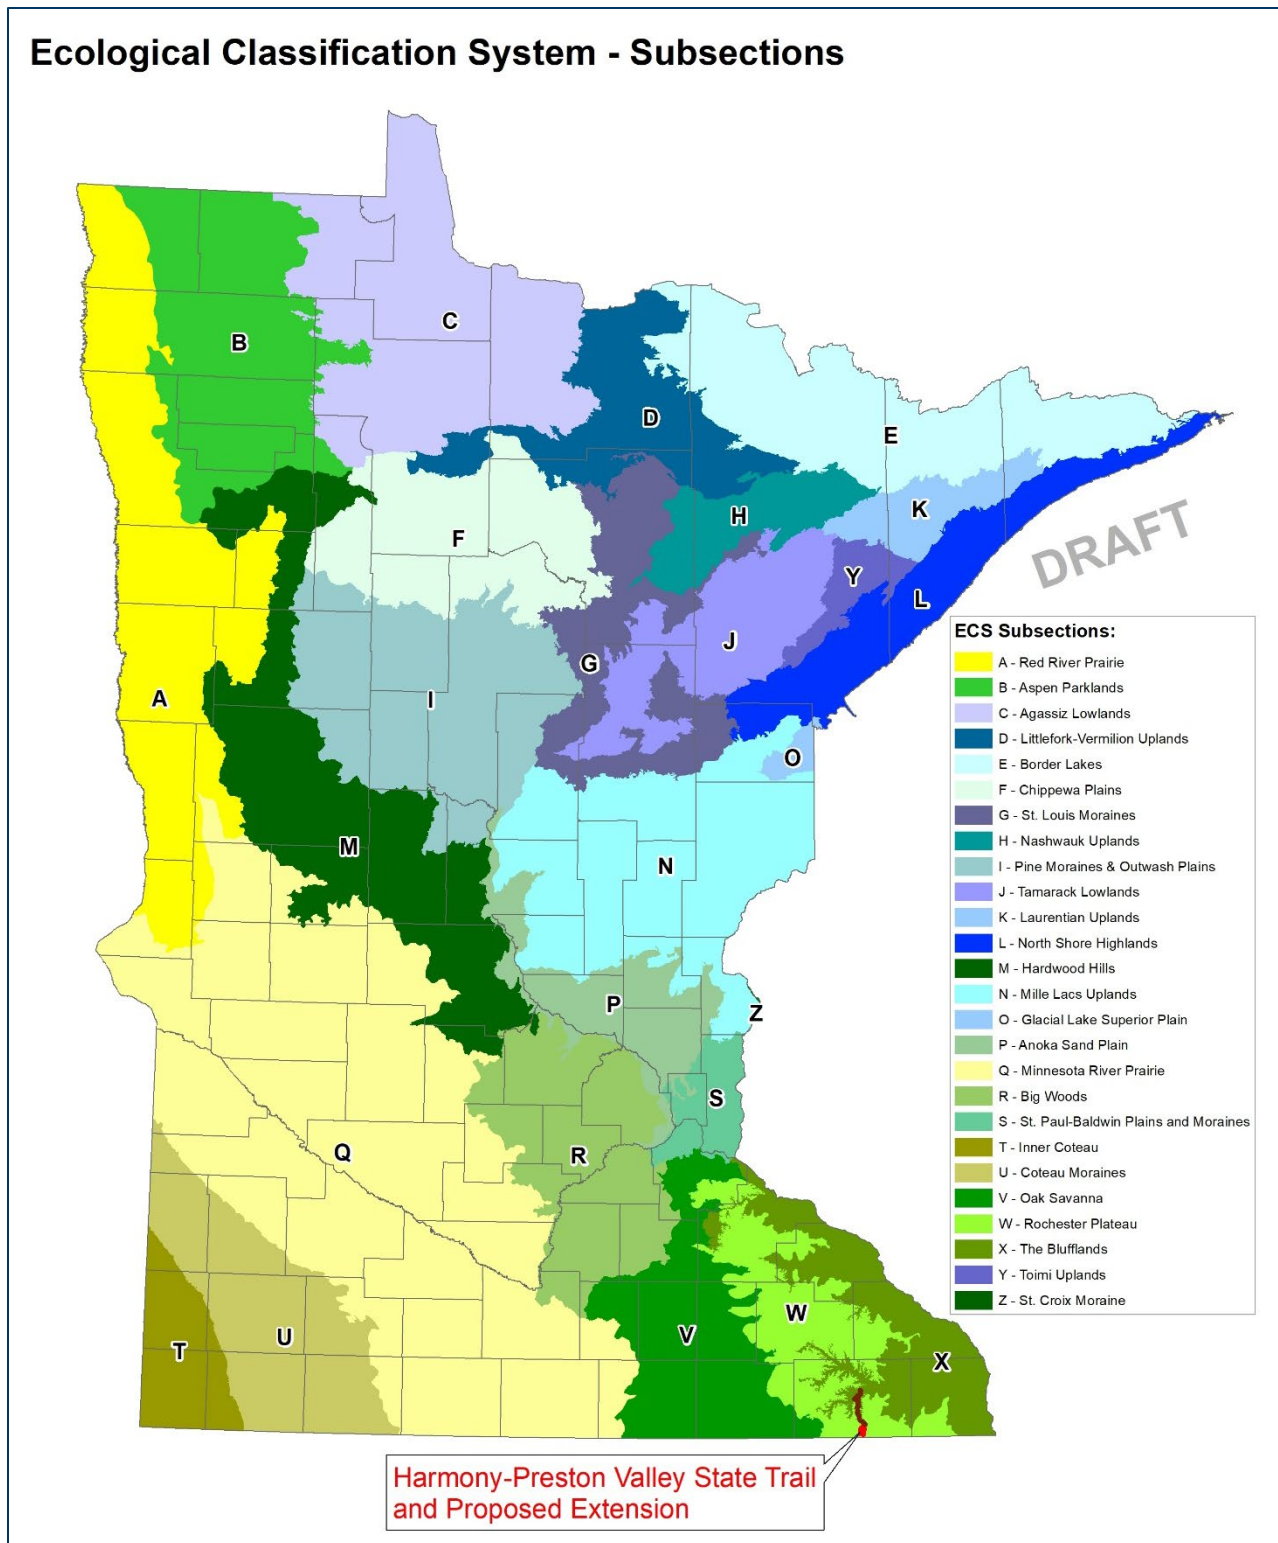 Ecological Classification System - Subsections
C
B
D
E
K
H
F
Y
L
DRAFT
J
G
A
I
O
M
N
P
Z
S
Q
R
W
V
U
T
X
ECS Subsections:
A - Red River Prairie
B - Aspen Parklands
C - Agassiz Lowlands
D - Littlefork-Vermilion Uplands
E - Border Lakes
F - Chippewa Plains
G - St. Louis Moraines
H - Nashwauk Uplands
I - Pine Moraines & Outwash Plains
J - Tamarack Lowlands
K - Laurentian Uplands
L - North Shore Highlands
M - Hardwood Hills
N - Mille Lacs Uplands
O - Glacial Lake Superior Plain
P - Anoka Sand Plain
Q - Minnesota River Prairie
R - Big Woods
S - St. Paul-Baldwin Plains and Moraines
T - Inner Coteau
U - Coteau Moraines
V - Oak Savanna
W - Rochester Plateau
X - The Blufflands
Y - Toimi Uplands
Z - St. Croix Moraine
Harmony-Preston Valley State Trail
and Proposed Extension